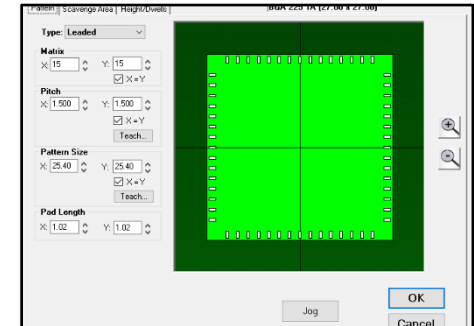 Pattern Scavenge Area Height/Dwells BGA 225 TA [27.00 x 27.00]
Type: Leaded
Matrix
X: 15 Y: 15
X = Y
Pitch
X: 1.500 Y: 1.500
X = Y
Teach...
Pattern Size
X: 25.40 Y: 25.40
X = Y
Teach...
Pad Length
X: 1.02 Y: 1.02
OK
Jog
Cancel